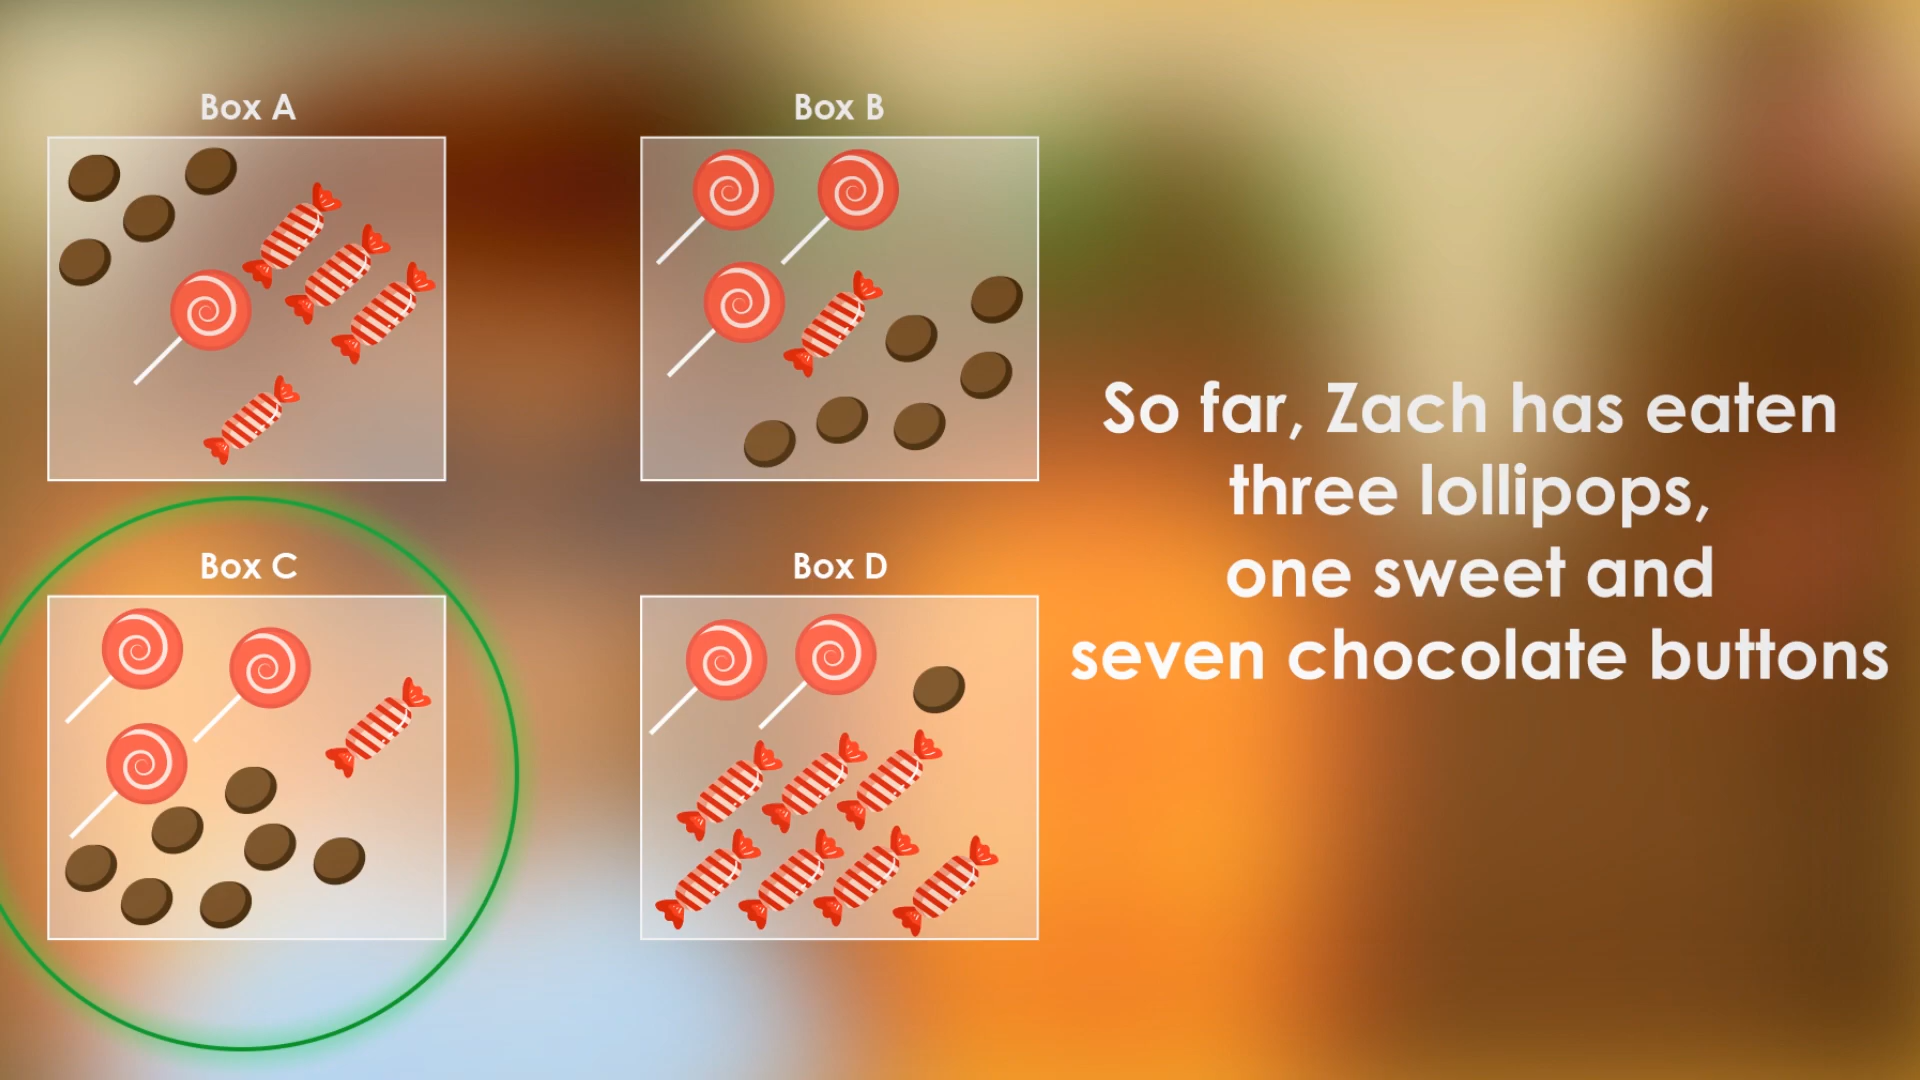 Box A
Box B
Box C
Box D
So far, Zach has eaten
three lollipops,
one sweet and
seven chocolate buttons